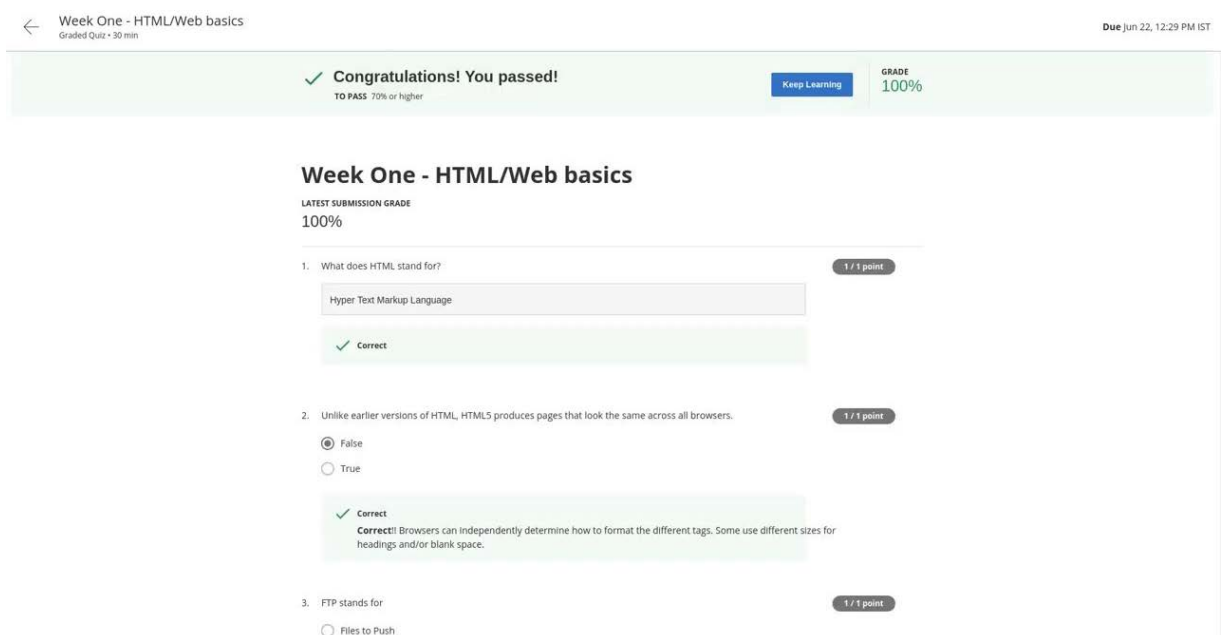 Week One - HTML/Web basics
Graded Quiz • 30 min
Due Jun 22, 12:29 PM IST
Congratulations! You passed!
TO PASS 70% or higher
Keep Learning
GRADE
100%
Week One - HTML/Web basics
LATEST SUBMISSION GRADE
100%
1. What does HTML stand for?
1 / 1 point
Hyper Text Markup Language
Correct
2. Unlike earlier versions of HTML, HTML5 produces pages that look the same across all browsers.
1 / 1 point
False
True
Correct
Correct!! Browsers can independently determine how to format the different tags. Some use different sizes for
headings and/or blank space.
3. FTP stands for
1 / 1 point
Files to Push